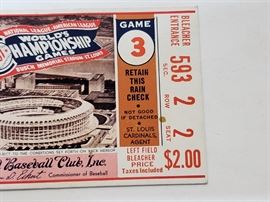 NATIONAL LEAGUE - AMERICAN LEAGUE
WORLD'S
CHAMPIONSHIP
GAMES
BUSCH MEMORIAL STADIUM - ST. LOUIS
Baseball Club, Inc.
Commissioner of Baseball
GAME
3
RETAIN
THIS
RAIN
CHECK
NOT GOOD
IF DETACHED
ST. LOUIS
CARDINALS,
AGENT
LEFT FIELD
BLEACHER
PRICE
Taxes Included
$2.00
BLEACHER
ENTRANCE
593 2 2
SEC. ROW SEAT